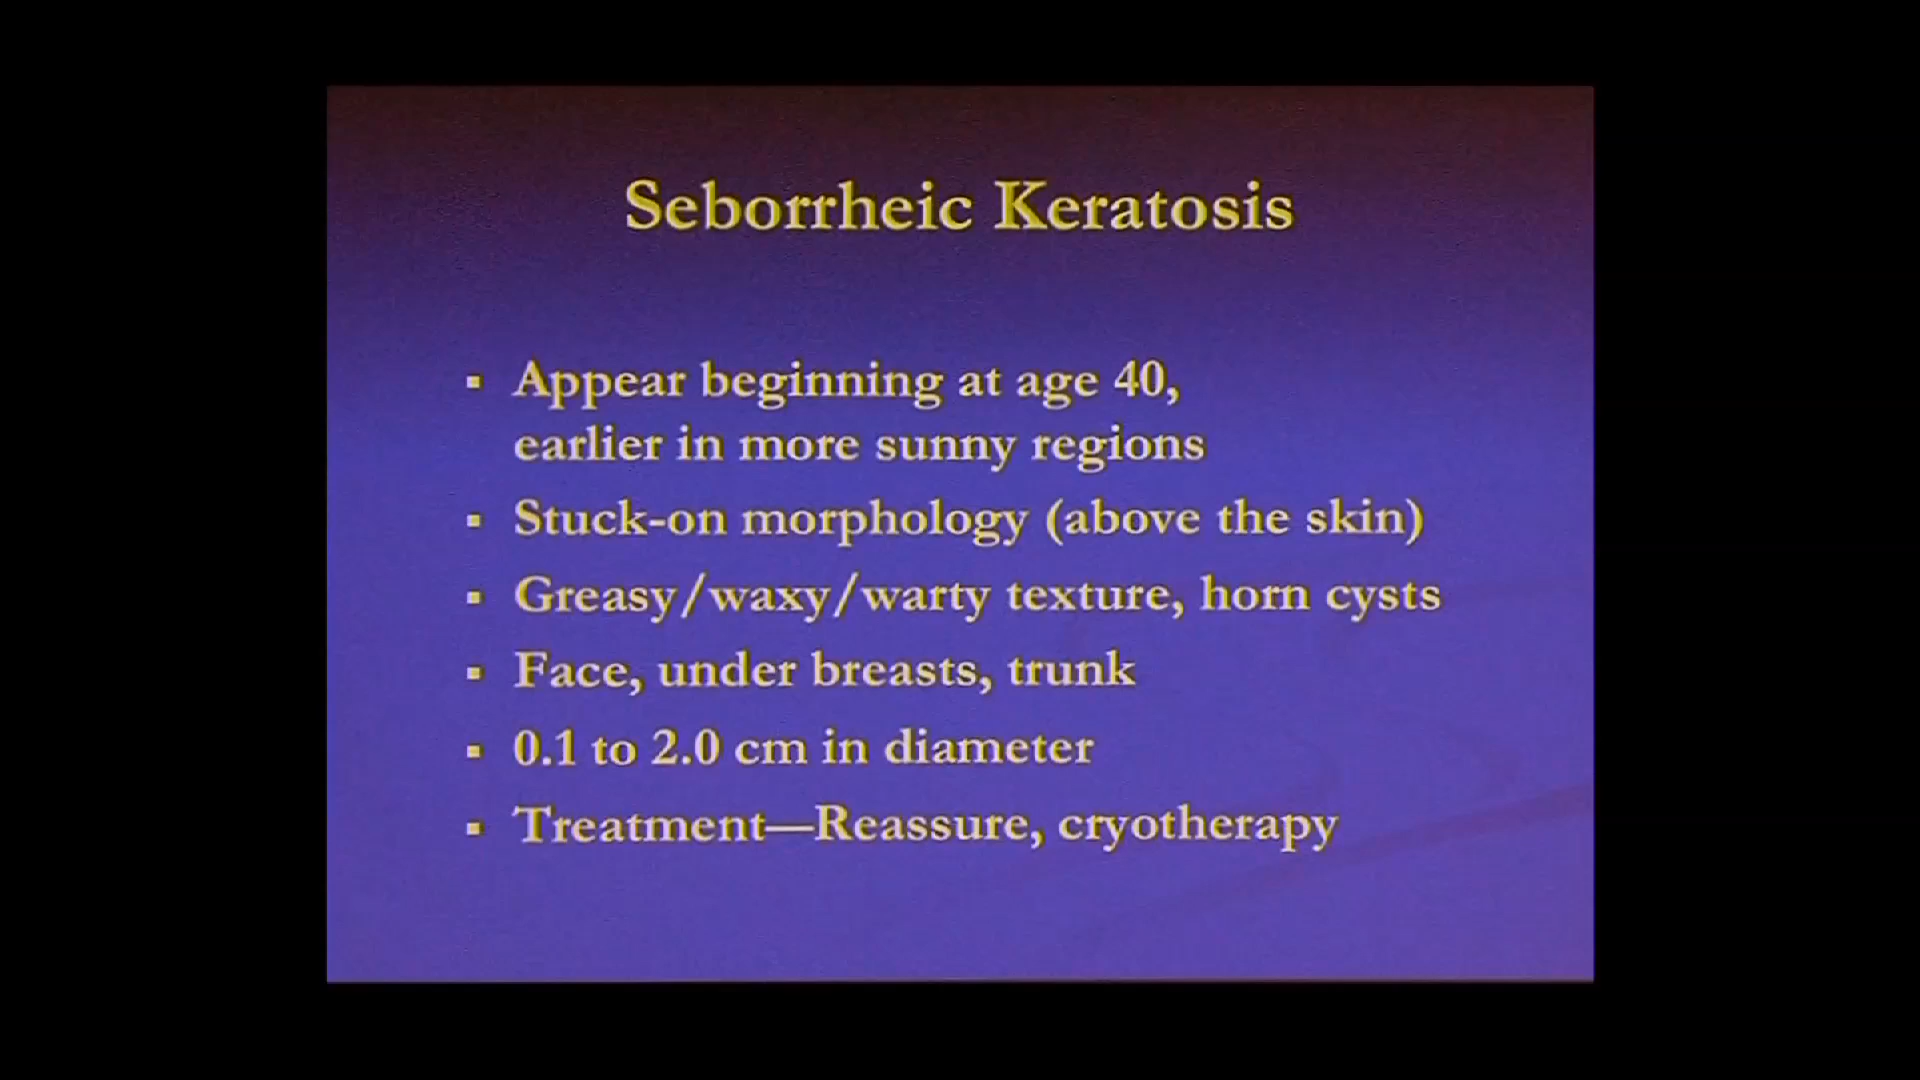 Seborrheic Keratosis
▪ Appear beginning at age 40,
earlier in more sunny regions
▪ Stuck-on morphology (above the skin)
▪ Greasy/waxy/warty texture, horn cysts
▪ Face, under breasts, trunk
▪ 0.1 to 2.0 cm in diameter
▪ Treatment—Reassure, cryotherapy